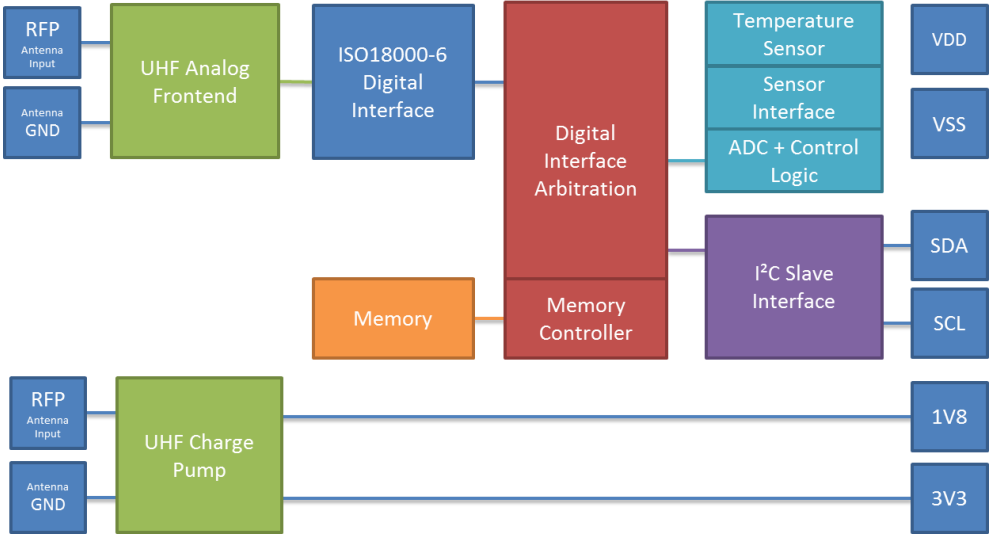 RFP
Antenna
Input
Antenna
GND
UHF Analog
Frontend
ISO18000-6
Digital
Interface
Digital
Interface
Arbitration
Temperature
Sensor
Sensor
Interface
ADC + Control
Logic
VDD
VSS
I²C Slave
Interface
SDA
SCL
Memory
Memory
Controller
RFP
Antenna
Input
Antenna
GND
UHF Charge
Pump
1V8
3V3